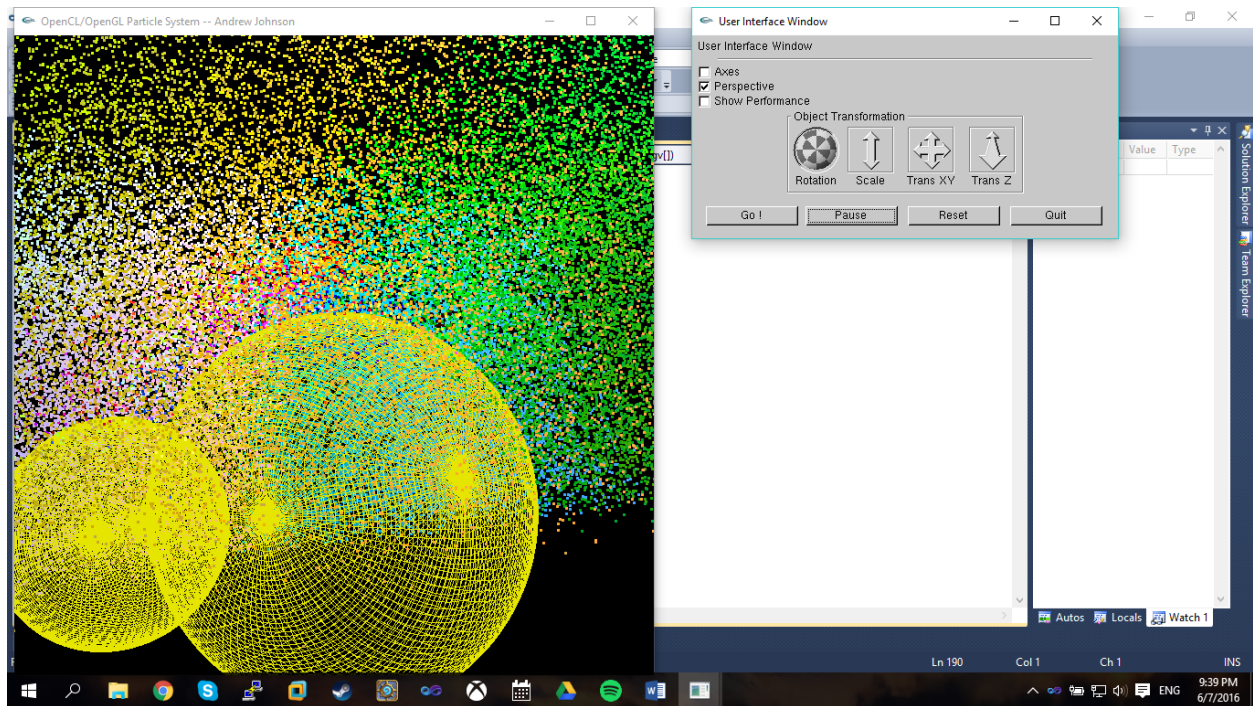 OpenCL/OpenGL Particle System -- Andrew Johnson
User Interface Window
User Interface Window
Axes
Perspective
Show Performance
Object Transformation
Rotation Scale Trans XY Trans Z
Go ! Pause Reset Quit
gv[])
Value Type
Solution Explorer
Team Explorer
Autos Locals Watch 1
Ln 190 Col 1 Ch 1 INS
ENG
9:39 PM
6/7/2016